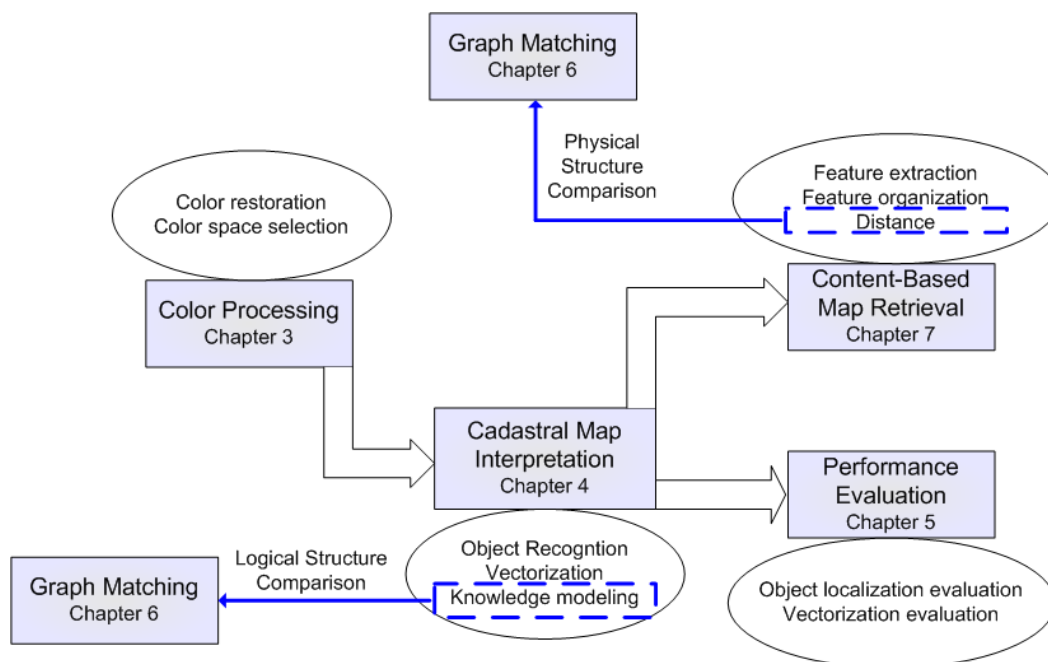 Graph Matching
Chapter 6
Physical
Structure
Comparison
Feature extraction
Feature organization
Distance
Color restoration
Color space selection
Color Processing
Chapter 3
Content-Based
Map Retrieval
Chapter 7
Cadastral Map
Interpretation
Chapter 4
Performance
Evaluation
Chapter 5
Logical Structure
Comparison
Object Recogntion
Vectorization
Knowledge modeling
Graph Matching
Chapter 6
Object localization evaluation
Vectorization evaluation